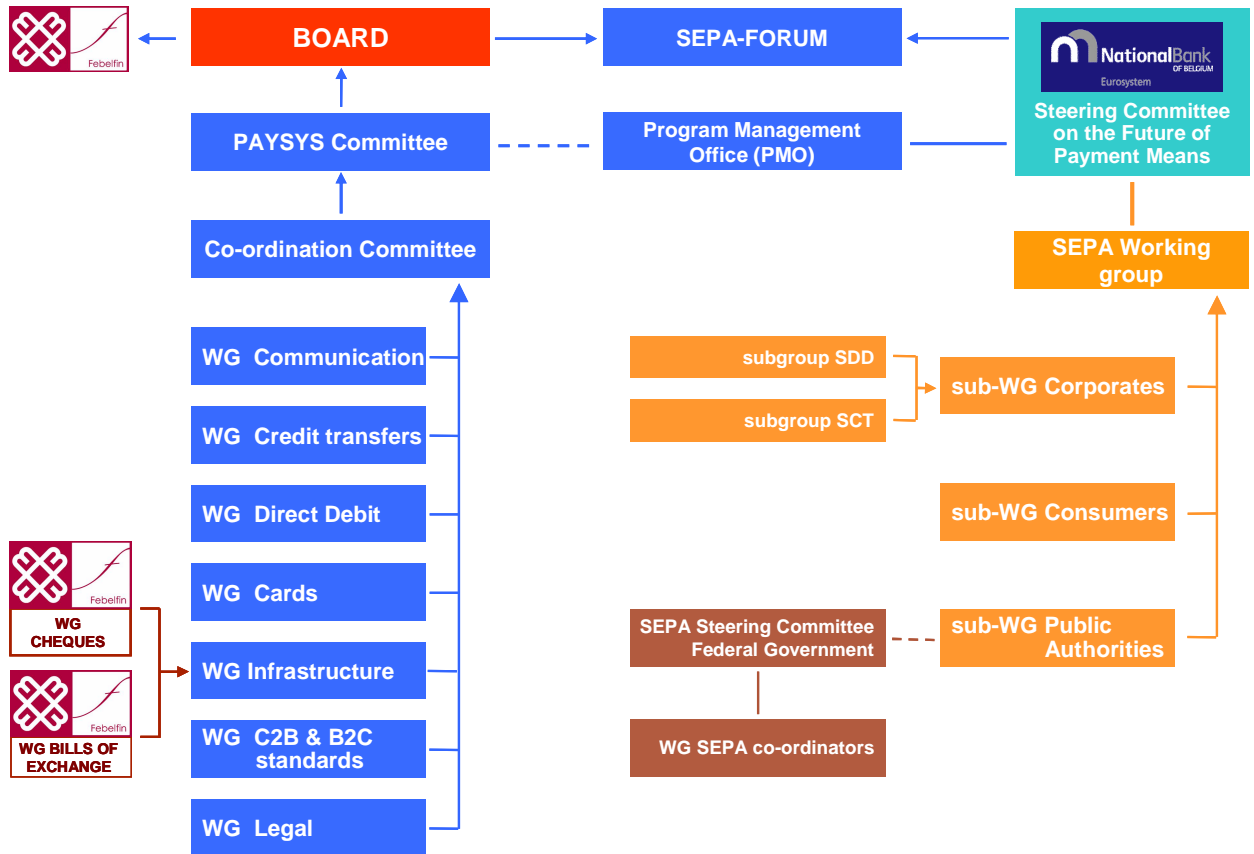 Febelfin
BOARD
SEPA-FORUM
NationalBank
OF BELGIUM
Eurosystem
Steering Committee
on the Future of
Payment Means
PAYSYS Committee
Program Management
Office (PMO)
Co-ordination Committee
SEPA Working
group
WG Communication
WG Credit transfers
WG Direct Debit
WG Cards
WG Infrastructure
WG C2B & B2C
standards
WG Legal
Febelfin
WG
CHEQUES
Febelfin
WG BILLS OF
EXCHANGE
subgroup SDD
subgroup SCT
sub-WG Corporates
sub-WG Consumers
SEPA Steering Committee
Federal Government
sub-WG Public
Authorities
WG SEPA co-ordinators